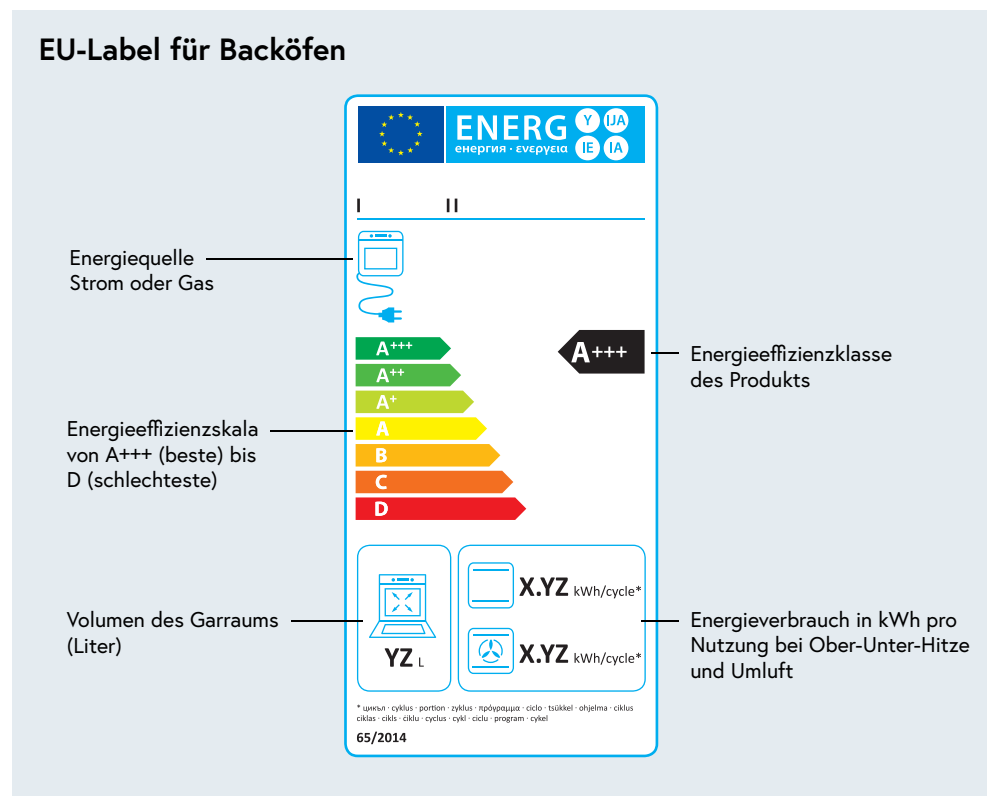 EU-Label für Backöfen
ENERG
енергия · ενεργεια
Y
IJA
IE
IA
I
II
Energiequelle
Strom oder Gas
A+++
A++
A+
A
B
C
D
A+++
Energieeffizienzklasse
des Produkts
Energieeffizienzskala
von A+++ (beste) bis
D (schlechteste)
Volumen des Garraums
(Liter)
YZ L
X.YZ kWh/cycle*
X.YZ kWh/cycle*
Energieverbrauch in kWh pro
Nutzung bei Ober-Unter-Hitze
und Umluft
* цикъл · cyklus · portion · zyklus · πρόγραμμα · ciclo · tsükkel · ohjelma · ciklus
ciklas · cikls · ċiklu · cyclus · cykl · ciclu · program · cykel
65/2014